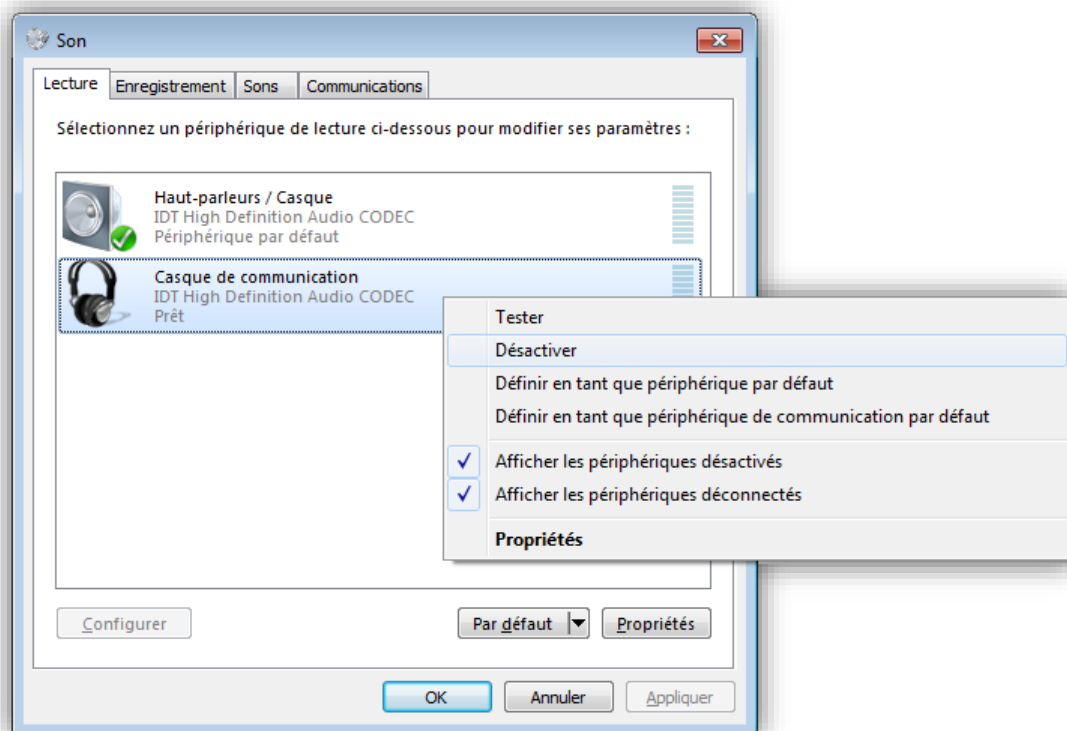 Son
Lecture
Enregistrement
Sons
Communications
Sélectionnez un périphérique de lecture ci-dessous pour modifier ses paramètres :
Haut-parleurs / Casque
IDT High Definition Audio CODEC
Périphérique par défaut
Casque de communication
IDT High Definition Audio CODEC
Prêt
Tester
Désactiver
Définir en tant que périphérique par défaut
Définir en tant que périphérique de communication par défaut
Afficher les périphériques désactivés
Afficher les périphériques déconnectés
Propriétés
Configurer
Par défaut
Propriétés
OK
Annuler
Appliquer